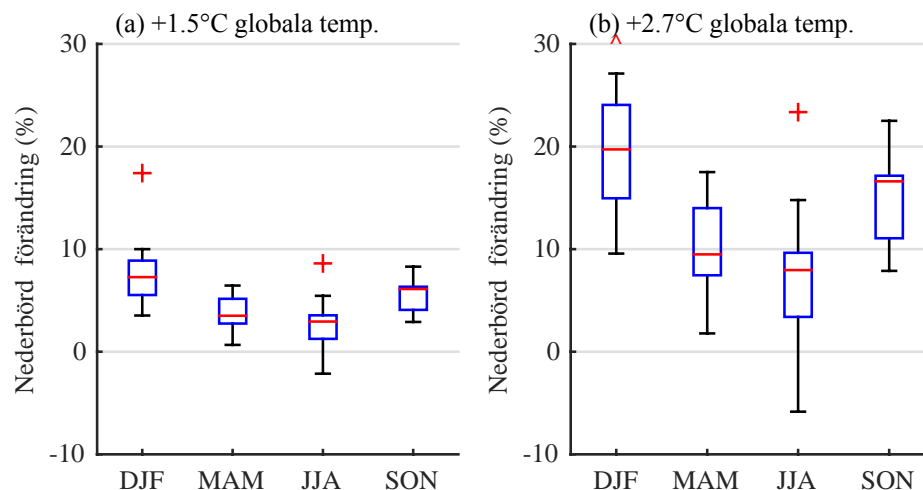 (a) +1.5°C globala temp.
Nederbörd förändring (%)
30
20
10
0
-10
DJF MAM JJA SON
(b) +2.7°C globala temp.
Nederbörd förändring (%)
30
20
10
0
-10
DJF MAM JJA SON